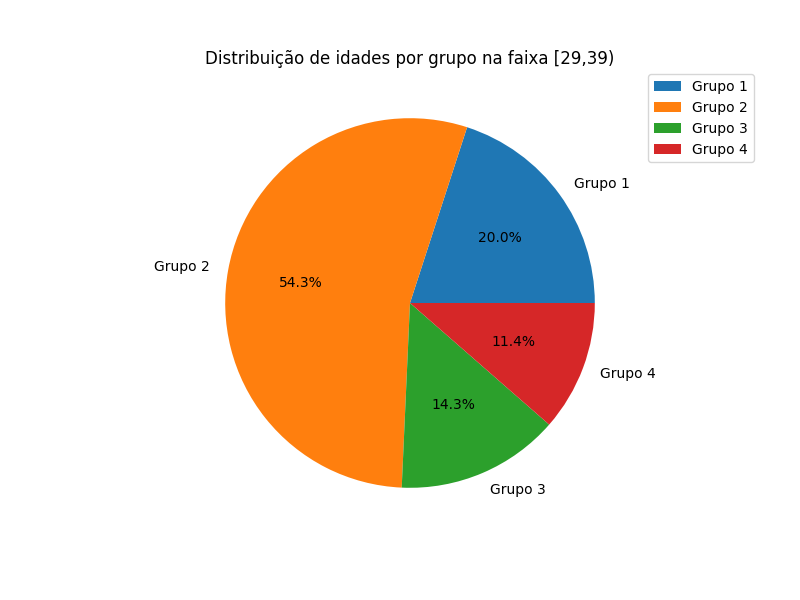 Distribuição de idades por grupo na faixa [29,39)
Grupo 1
Grupo 2
Grupo 3
Grupo 4
Grupo 1
20.0%
Grupo 2
54.3%
11.4%
Grupo 4
14.3%
Grupo 3